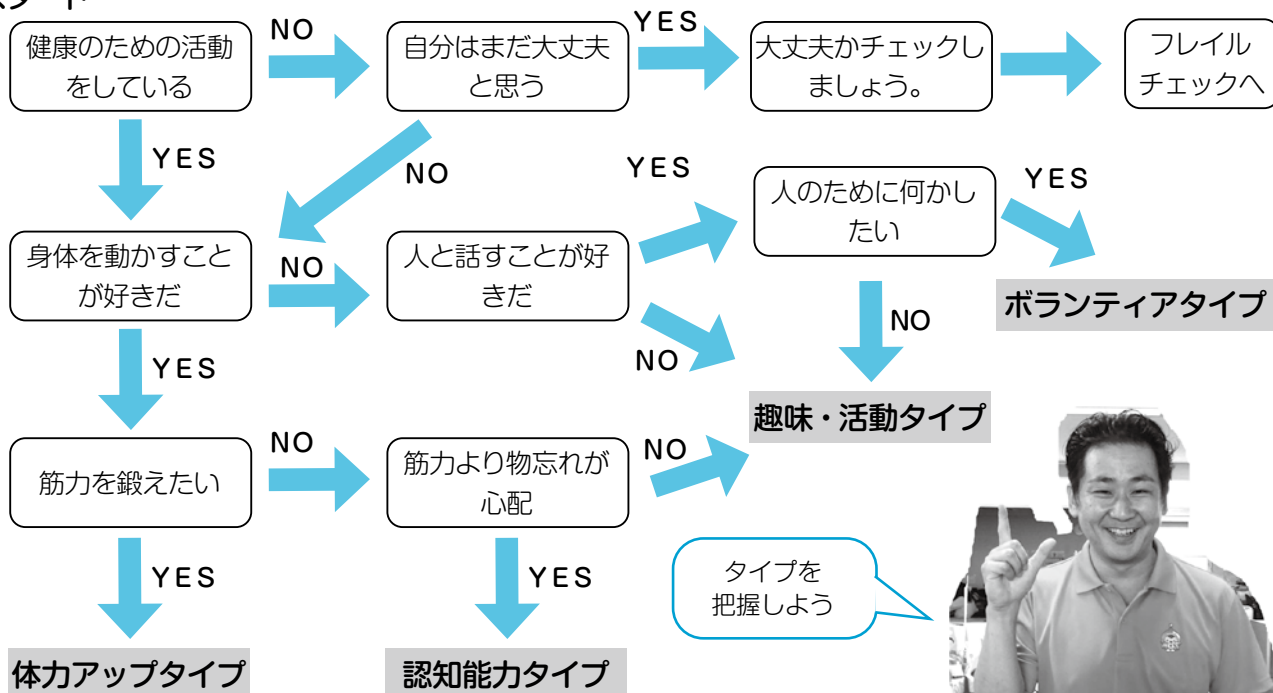 健康のための活動
をしている
NO
自分はまだ大丈夫
と思う
YES
大丈夫かチェックし
ましょう。
フレイル
チェックへ
YES
NO
身体を動かすこと
が好きだ
NO
人と話すことが好
きだ
YES
人のために何かし
たい
YES
ボランティアタイプ
NO
NO
趣味・活動タイプ
YES
筋力を鍛えたい
NO
筋力より物忘れが
心配
NO
YES
体力アップタイプ
YES
認知能力タイプ
タイプを
把握しよう